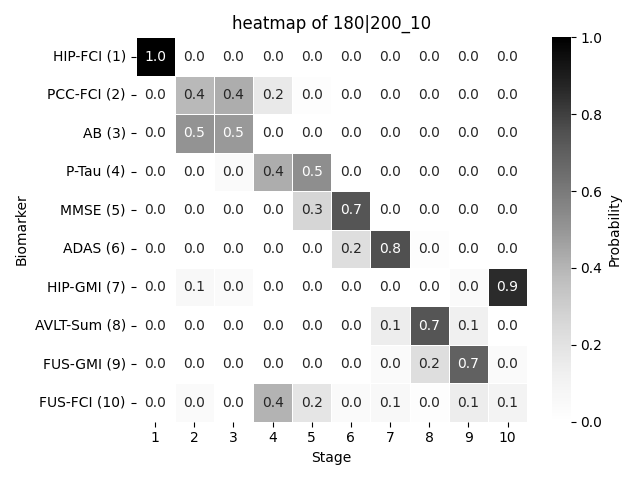 heatmap of 180|200_10
HIP-FCI (1) 1.0 0.0 0.0 0.0 0.0 0.0 0.0 0.0 0.0 0.0
PCC-FCI (2) 0.0 0.4 0.4 0.2 0.0 0.0 0.0 0.0 0.0 0.0
AB (3) 0.0 0.5 0.5 0.0 0.0 0.0 0.0 0.0 0.0 0.0
P-Tau (4) 0.0 0.0 0.0 0.4 0.5 0.0 0.0 0.0 0.0 0.0
MMSE (5) 0.0 0.0 0.0 0.0 0.3 0.7 0.0 0.0 0.0 0.0
ADAS (6) 0.0 0.0 0.0 0.0 0.0 0.2 0.8 0.0 0.0 0.0
HIP-GMI (7) 0.0 0.1 0.0 0.0 0.0 0.0 0.0 0.0 0.0 0.9
AVLT-Sum (8) 0.0 0.0 0.0 0.0 0.0 0.0 0.1 0.7 0.1 0.0
FUS-GMI (9) 0.0 0.0 0.0 0.0 0.0 0.0 0.0 0.2 0.7 0.0
FUS-FCI (10) 0.0 0.0 0.0 0.4 0.2 0.0 0.1 0.0 0.1 0.1
1 2 3 4 5 6 7 8 9 10
Stage
Biomarker
1.0
0.8
0.6
0.4
0.2
0.0
Probability